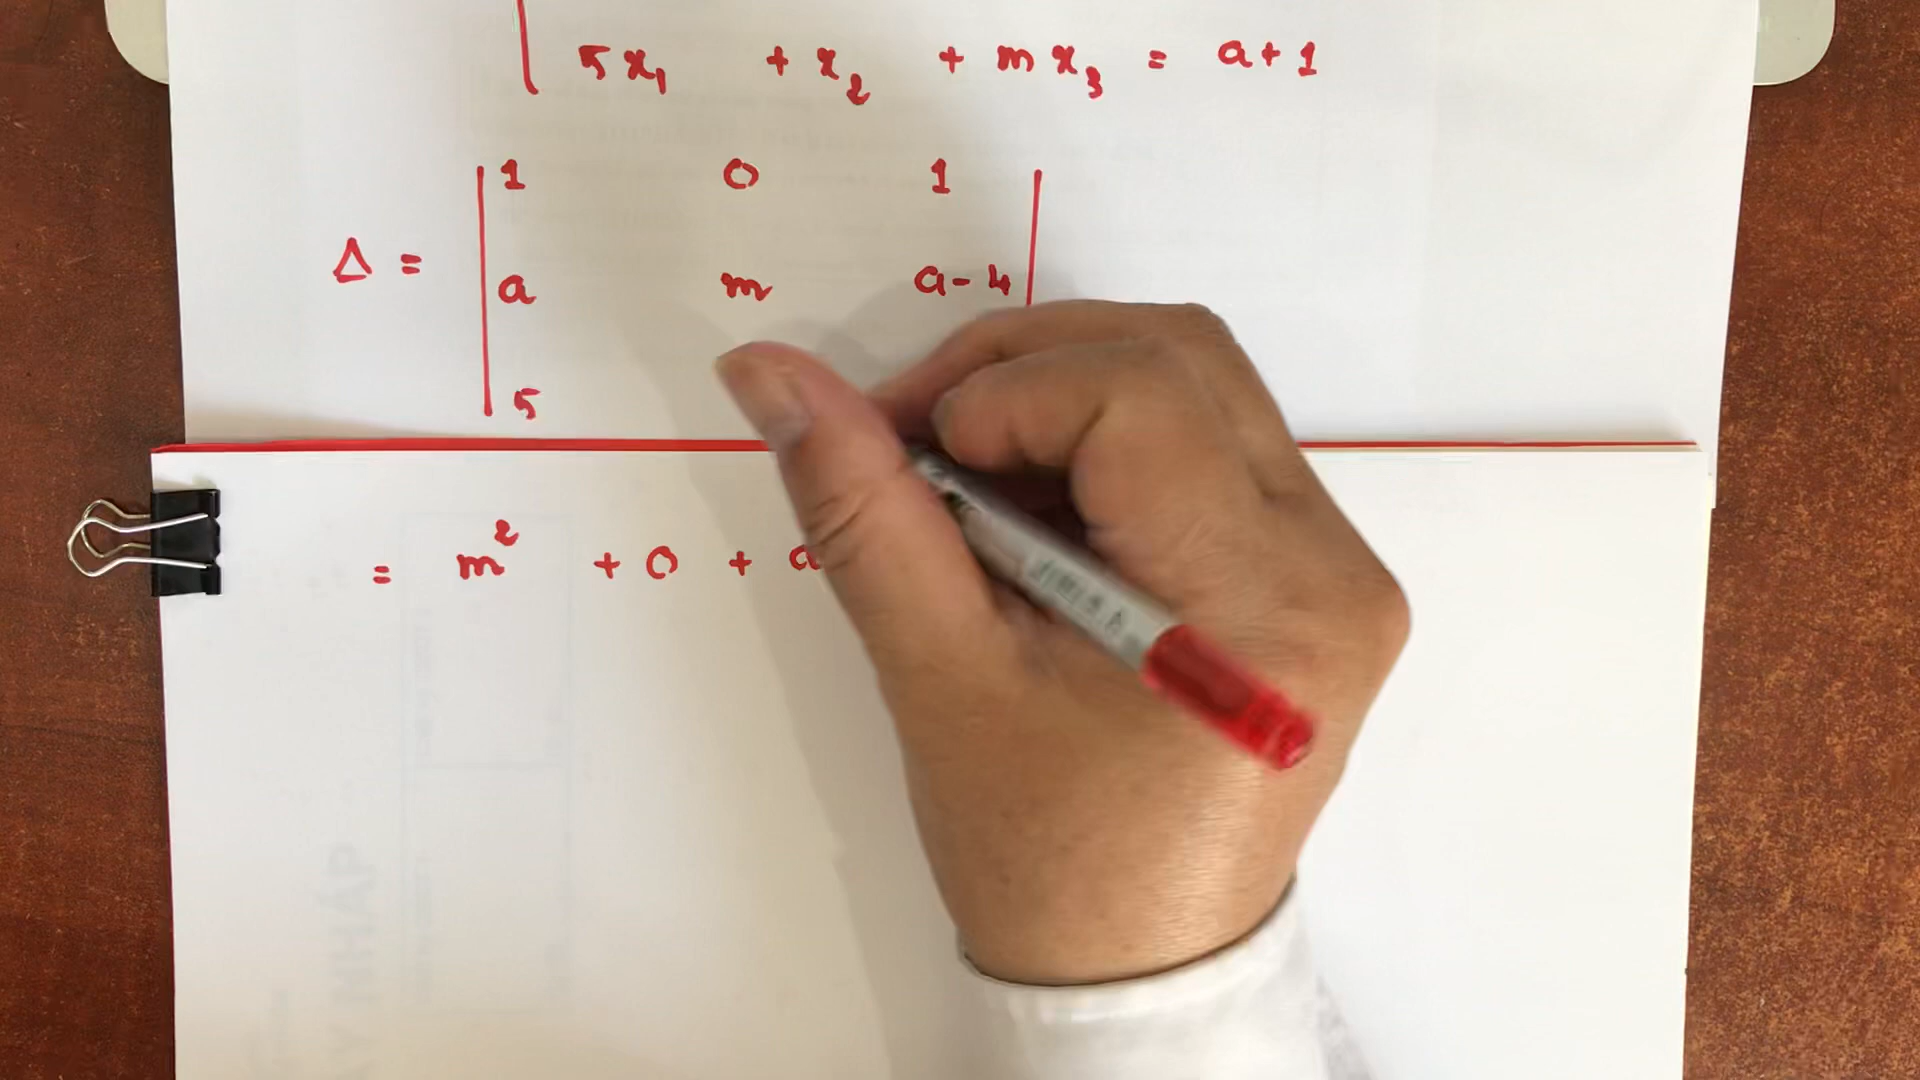 5x₁ + x₂ + mx₃ = a+1
1 0 1
Δ =
a m a-4
5
= m² + 0 + a